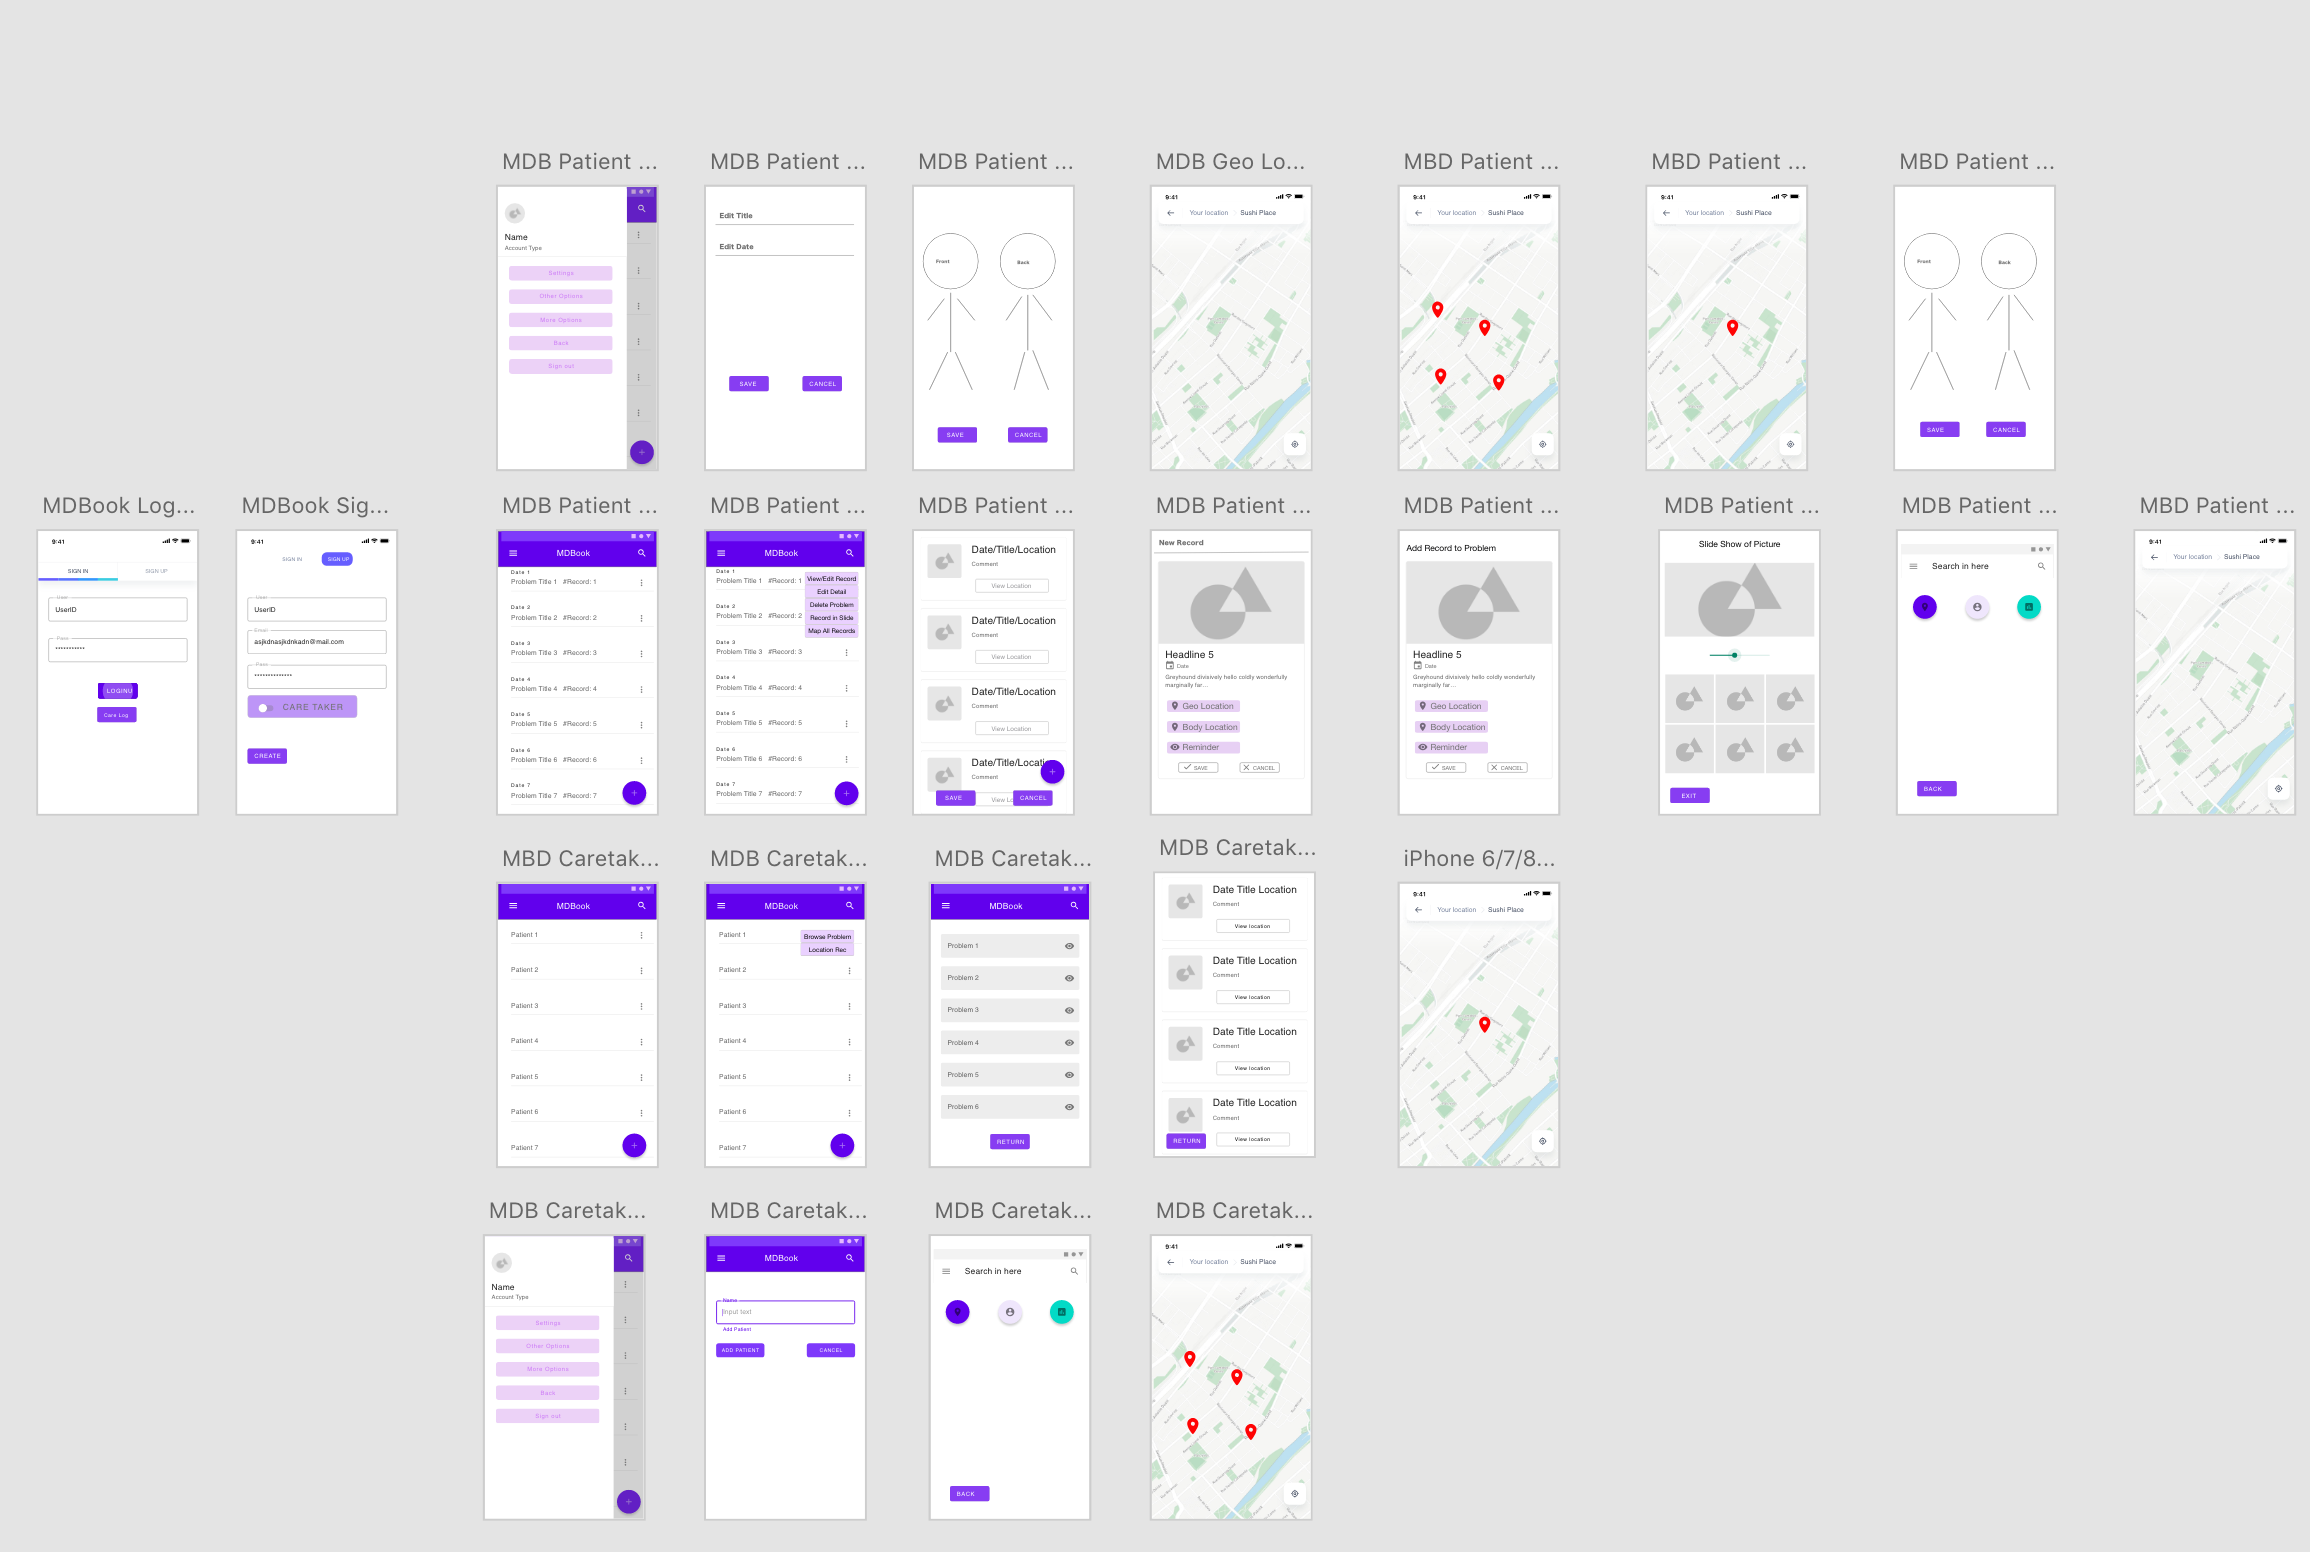 MDB Patient ...
MDB Patient ...
MDB Patient ...
MDB Geo Lo...
MBD Patient ...
MBD Patient ...
MBD Patient ...
Name
Account Type
Settings
Other Options
More Options
Back
Sign out
Edit Title
Edit Date
SAVE
CANCEL
Front
Back
SAVE
CANCEL
9:41
Your location
Sushi Place
9:41
Your location
Sushi Place
9:41
Your location
Sushi Place
Front
Back
SAVE
CANCEL
MDBook Log...
MDBook Sig...
MDB Patient ...
MDB Patient ...
MDB Patient ...
MDB Patient ...
MDB Patient ...
MDB Patient ...
MDB Patient ...
MBD Patient ...
9:41
SIGN IN
SIGN UP
User
UserID
Pass
***********
LOGINU
Care Log
9:41
SIGN IN
SIGN UP
User
UserID
Email
asjkdnasjkdnkadn@mail.com
Pass
**************
CARE TAKER
CREATE
MDBook
Date 1
Problem Title 1 #Record: 1
Date 2
Problem Title 2 #Record: 2
Date 3
Problem Title 3 #Record: 3
Date 4
Problem Title 4 #Record: 4
Date 5
Problem Title 5 #Record: 5
Date 6
Problem Title 6 #Record: 6
Date 7
Problem Title 7 #Record: 7
MDBook
Date 1
Problem Title 1 #Record: 1
Date 2
Problem Title 2 #Record: 2
Date 3
Problem Title 3 #Record: 3
Date 4
Problem Title 4 #Record: 4
Date 5
Problem Title 5 #Record: 5
Date 6
Problem Title 6 #Record: 6
Date 7
Problem Title 7 #Record: 7
View/Edit Record
Edit Detail
Delete Problem
Record in Slide
Map All Records
Date/Title/Location
Comment
View Location
Date/Title/Location
Comment
View Location
Date/Title/Location
Comment
View Location
Date/Title/Locatio
Comment
View Lo
SAVE
CANCEL
New Record
Headline 5
Date
Greyhound divisively hello coldly wonderfully
marginally far...
Geo Location
Body Location
Reminder
SAVE
CANCEL
Add Record to Problem
Headline 5
Date
Greyhound divisively hello coldly wonderfully
marginally far...
Geo Location
Body Location
Reminder
SAVE
CANCEL
Slide Show of Picture
EXIT
Search in here
BACK
9:41
Your location
Sushi Place
MBD Caretak...
MDB Caretak...
MDB Caretak...
MDB Caretak...
iPhone 6/7/8...
MDBook
Patient 1
Patient 2
Patient 3
Patient 4
Patient 5
Patient 6
Patient 7
MDBook
Patient 1
Patient 2
Patient 3
Patient 4
Patient 5
Patient 6
Patient 7
Browse Problem
Location Rec
MDBook
Problem 1
Problem 2
Problem 3
Problem 4
Problem 5
Problem 6
RETURN
Date Title Location
Comment
View location
Date Title Location
Comment
View location
Date Title Location
Comment
View location
Date Title Location
Comment
View location
RETURN
9:41
Your location
Sushi Place
MDB Caretak...
MDB Caretak...
MDB Caretak...
MDB Caretak...
Name
Account Type
Settings
Other Options
More Options
Back
Sign out
MDBook
Name
Input text
Add Patient
ADD PATIENT
CANCEL
Search in here
BACK
9:41
Your location
Sushi Place